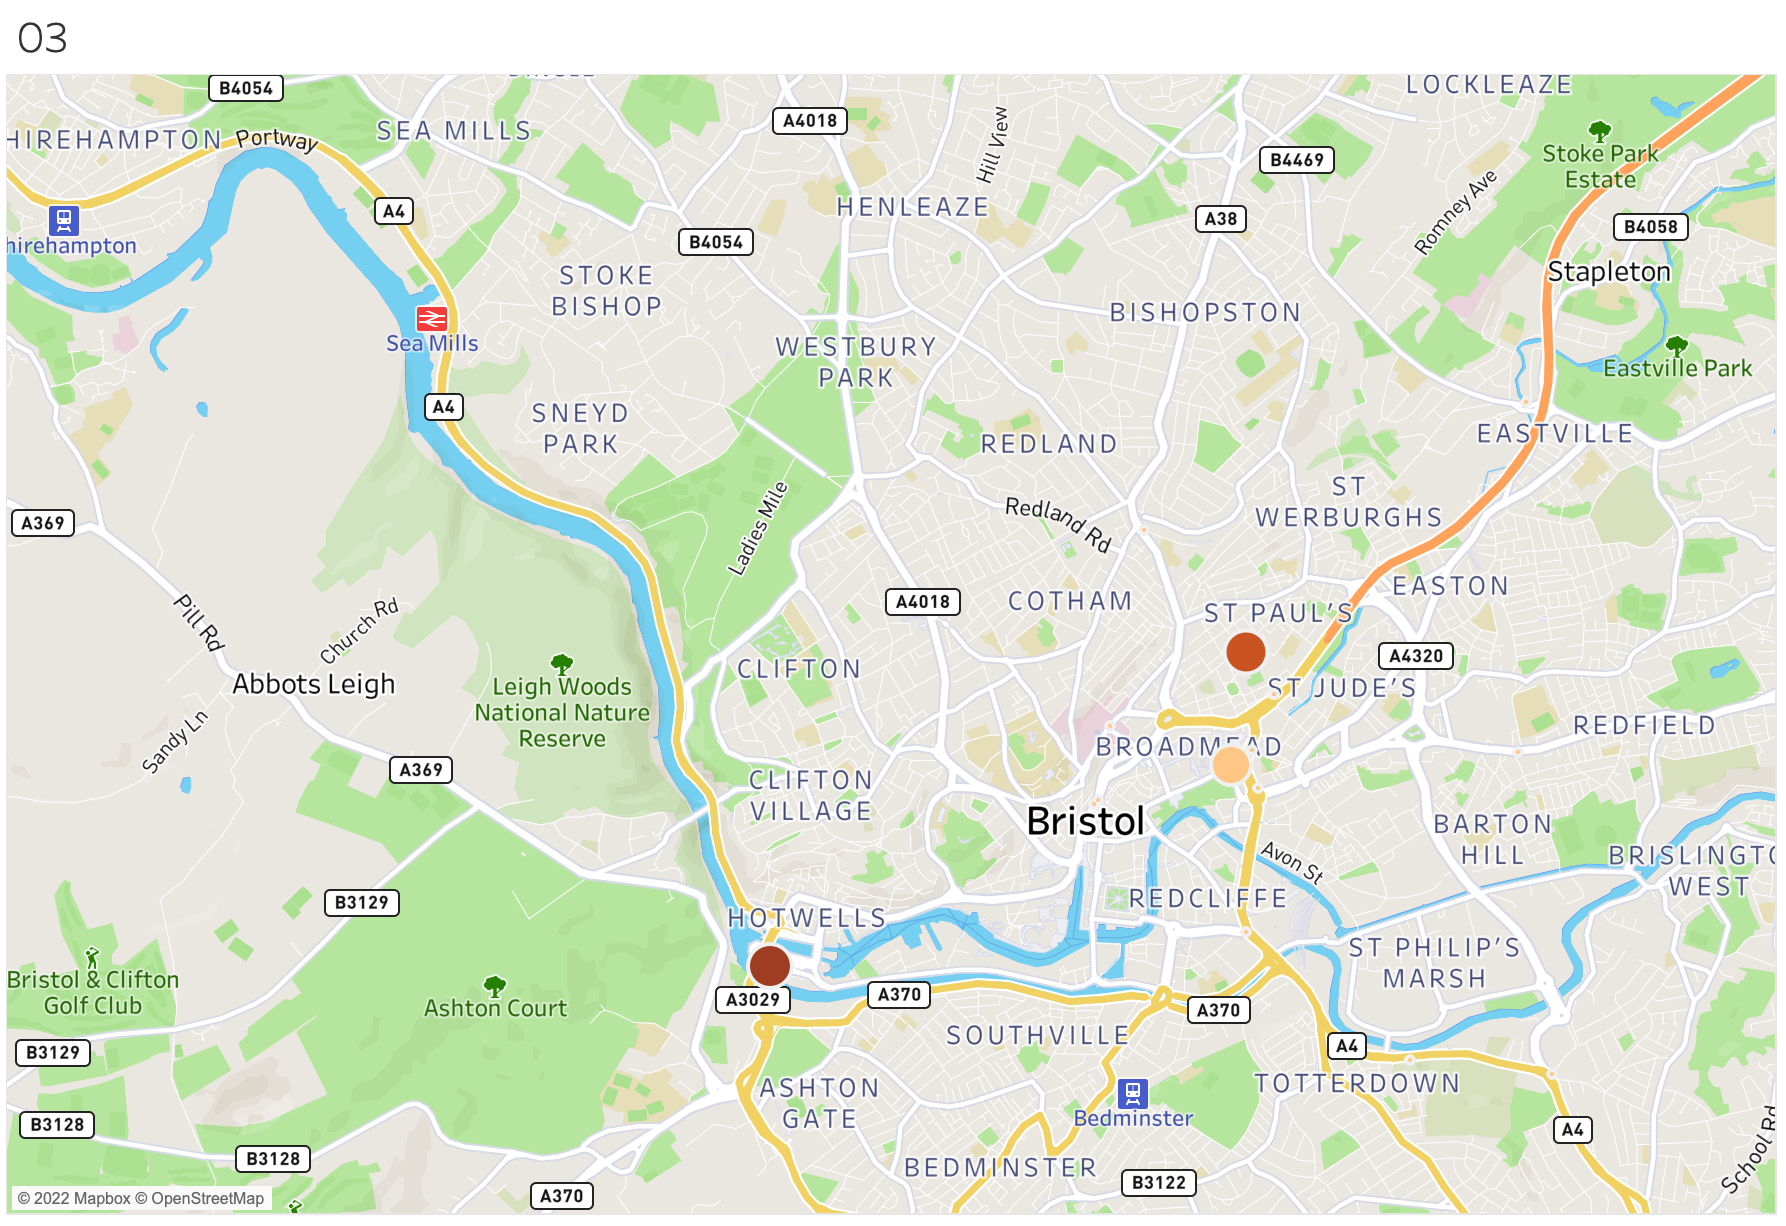 03
B4054
LOCKLEAZE
A4018
HIREHAMPTON
Portway
SEA MILLS
Hill View
B4469
Stoke Park
Estate
Romney Ave
A4
HENLEAZE
A38
B4058
hirehampton
B4054
STOKE
BISHOP
Stapleton
BISHOPSTON
Sea Mills
WESTBURY
PARK
Eastville Park
A4
SNEYD
PARK
REDLAND
EASTVILLE
Ladies Mile
ST
WERBURGHS
Redland Rd
A369
Pill Rd
Church Rd
A4018
COTHAM
EASTON
ST PAUL'S
A4320
CLIFTON
Abbots Leigh
Leigh Woods
National Nature
Reserve
ST JUDE'S
Sandy Ln
REDFIELD
BROADMEAD
A369
CLIFTON
VILLAGE
Bristol
BARTON
HILL
Avon St
BRISLINGTO
WEST
B3129
REDCLIFFE
HOTWELLS
ST PHILIP'S
MARSH
Bristol & Clifton
Golf Club
Ashton Court
A3029
A370
A370
SOUTHVILLE
B3129
A4
TOTTERDOWN
ASHTON
GATE
Bedminster
B3128
A4
School Rd
B3128
BEDMINSTER
B3122
A370
© 2022 Mapbox © OpenStreetMap